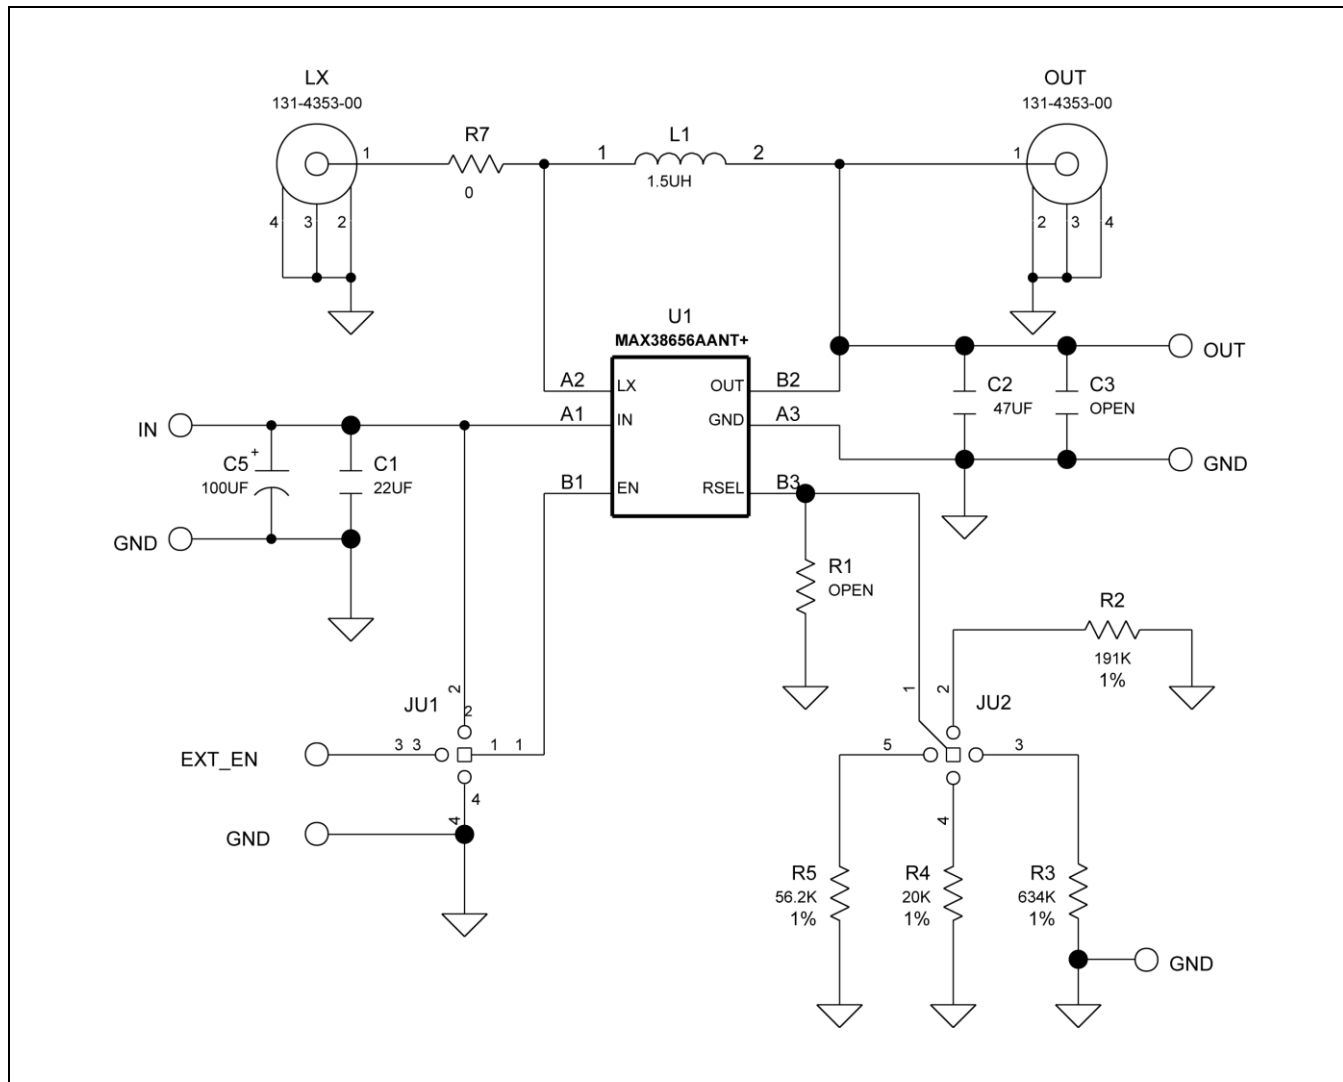 LX
131-4353-00
OUT
131-4353-00
R7
0
L1
1.5UH
1
1
2
1
4
3
2
2
3
4
U1
MAX38656AANT+
A2
LX
OUT
B2
A1
IN
GND
A3
B1
EN
RSEL
B3
OUT
C2
47UF
C3
OPEN
GND
IN
C5
+
100UF
C1
22UF
GND
R1
OPEN
R2
191K
1%
JU1
2
2
3 3
1 1
4
4
EXT_EN
GND
1
2
JU2
5
3
4
R5
56.2K
1%
R4
20K
1%
R3
634K
1%
GND